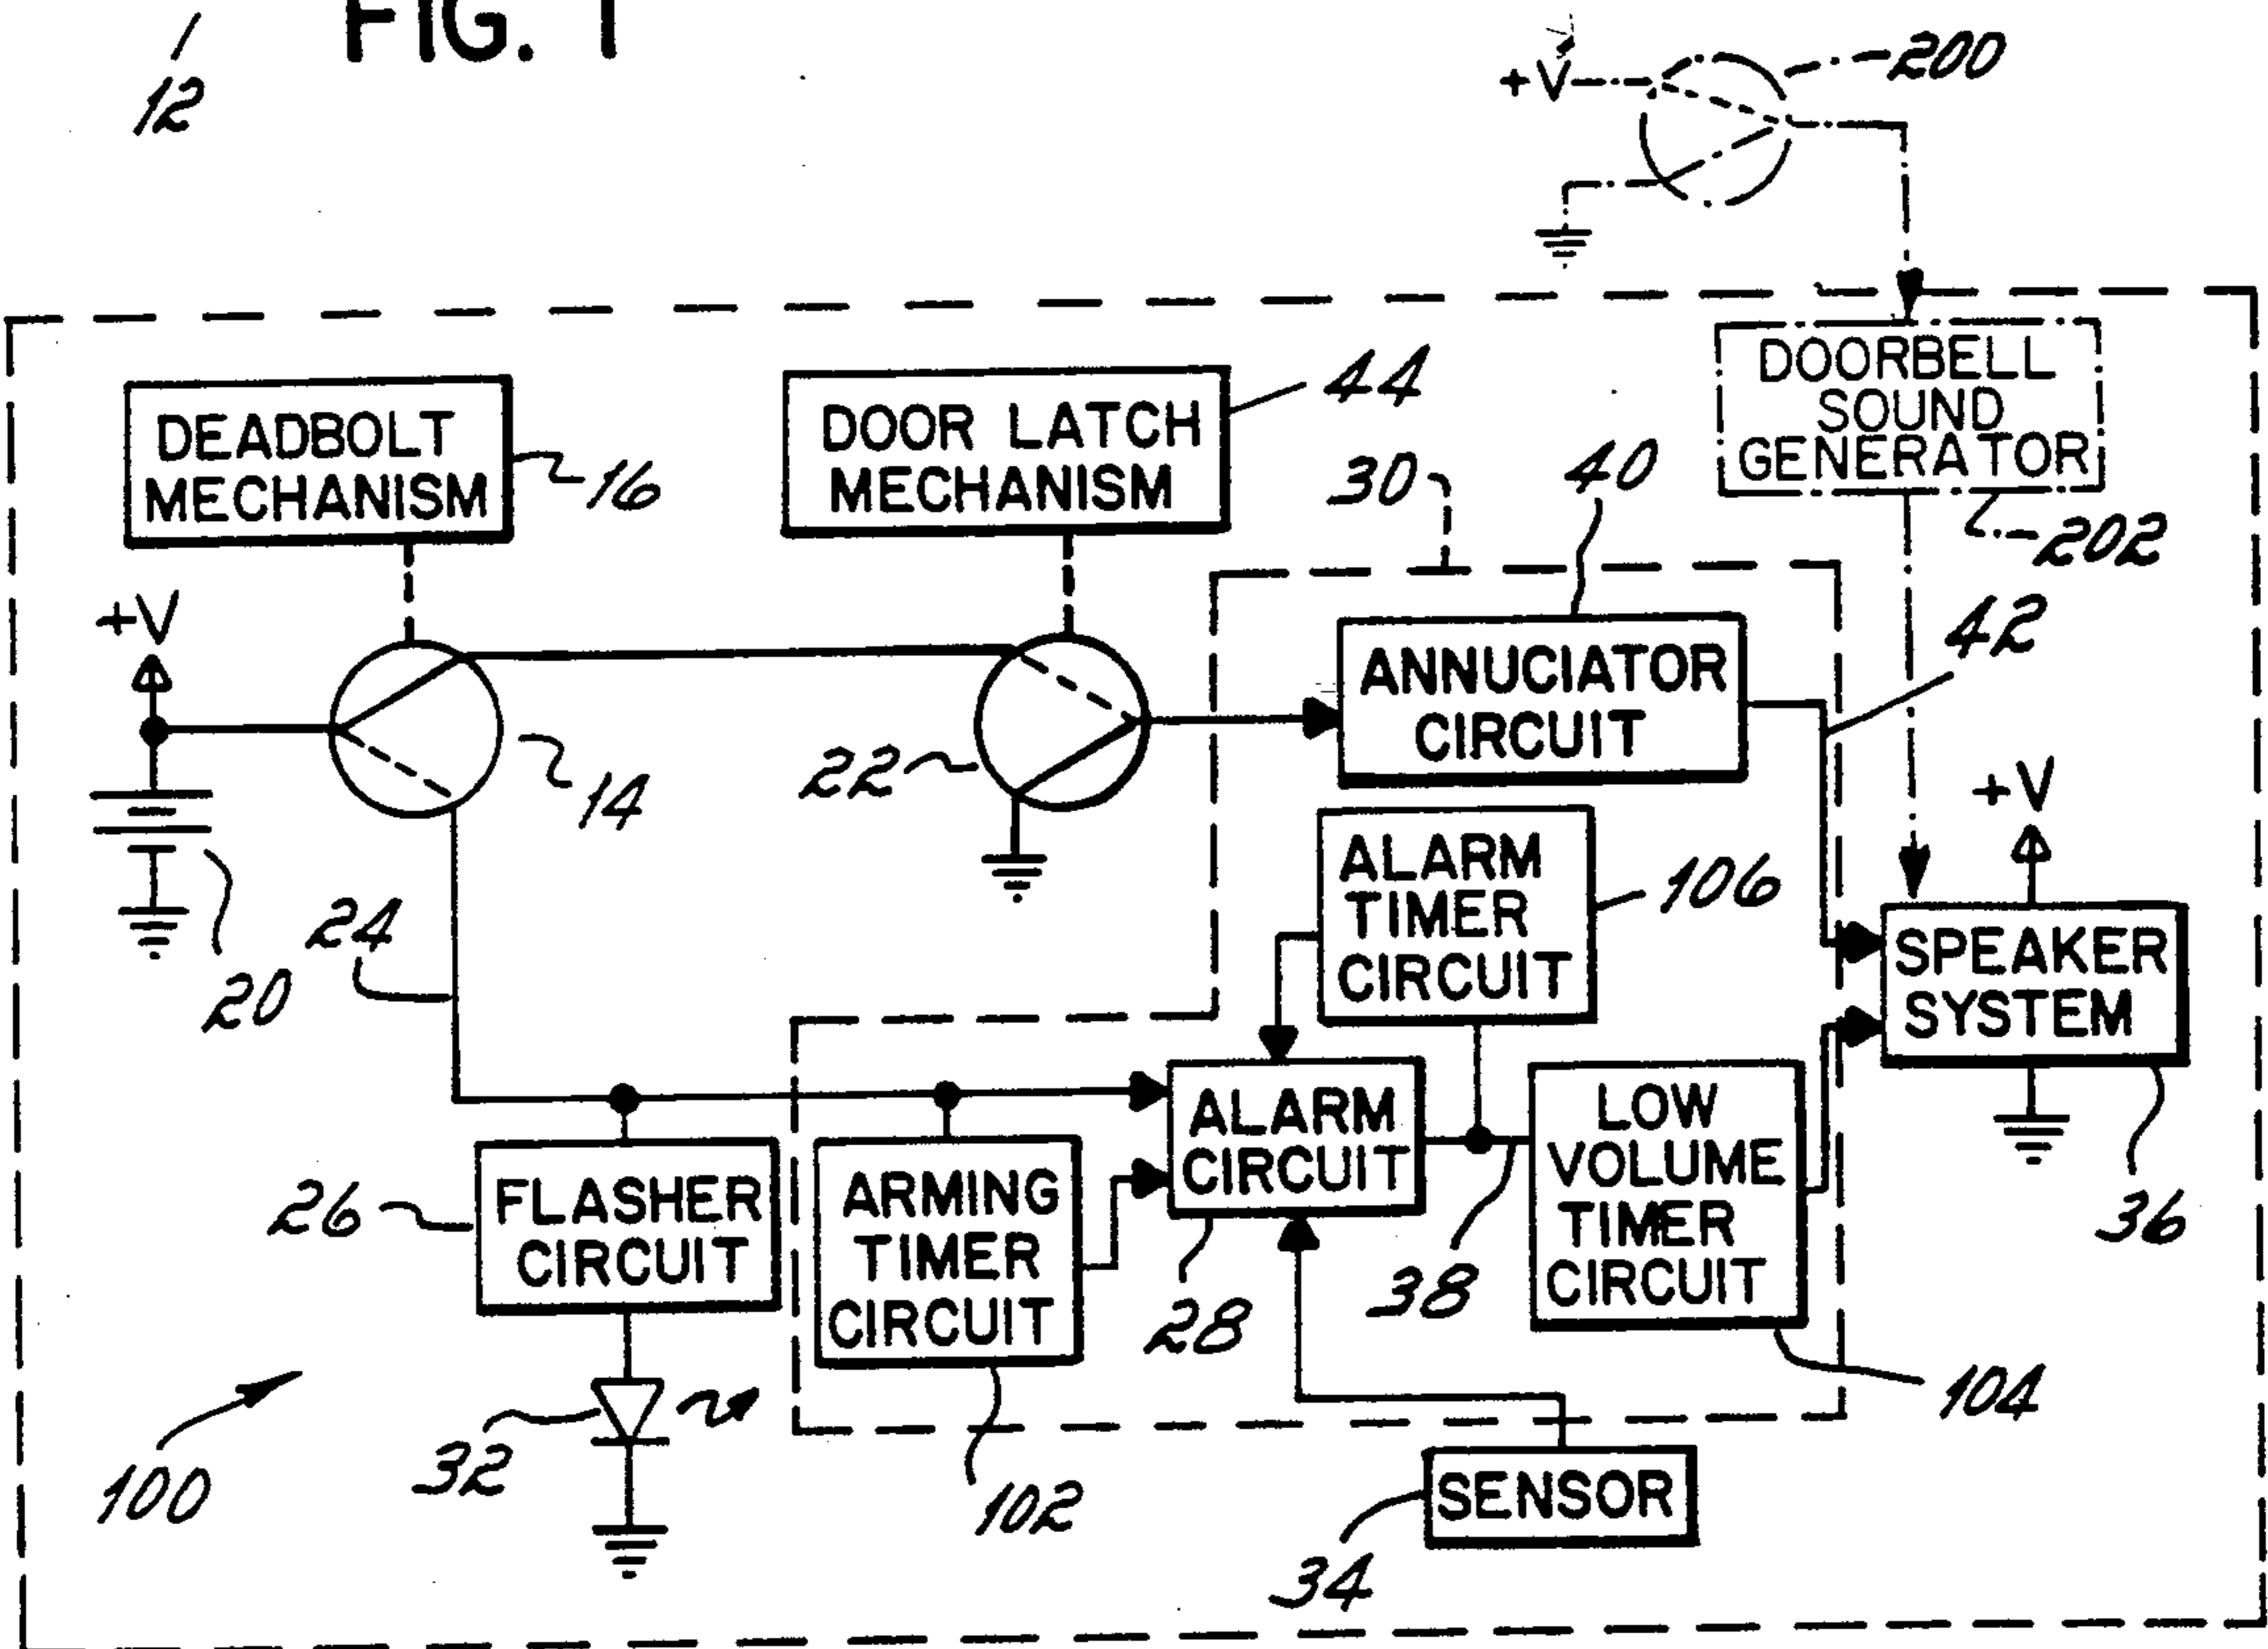 FIG. 1
12
+V
200
DEADBOLT
MECHANISM
16
DOOR LATCH
MECHANISM
44
30
40
DOORBELL
SOUND
GENERATOR
202
42
+V
14
22
ANNUCIATOR
CIRCUIT
20
24
ALARM
TIMER
CIRCUIT
106
+V
SPEAKER
SYSTEM
36
26
FLASHER
CIRCUIT
ARMING
TIMER
CIRCUIT
ALARM
CIRCUIT
28
38
LOW
VOLUME
TIMER
CIRCUIT
104
100
32
102
SENSOR
34